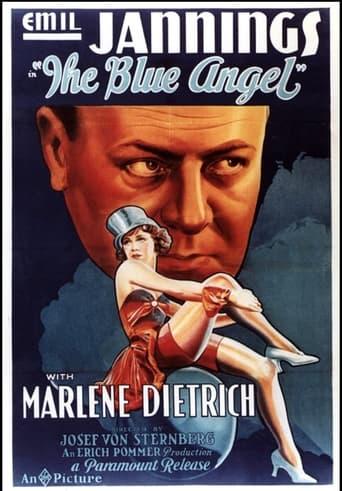 EMIL
JANNINGS
in "The Blue Angel"
WITH
MARLENE DIETRICH
DIRECTED BY
JOSEF VON STERNBERG
An ERICH POMMER Production
a Paramount Release
An Picture